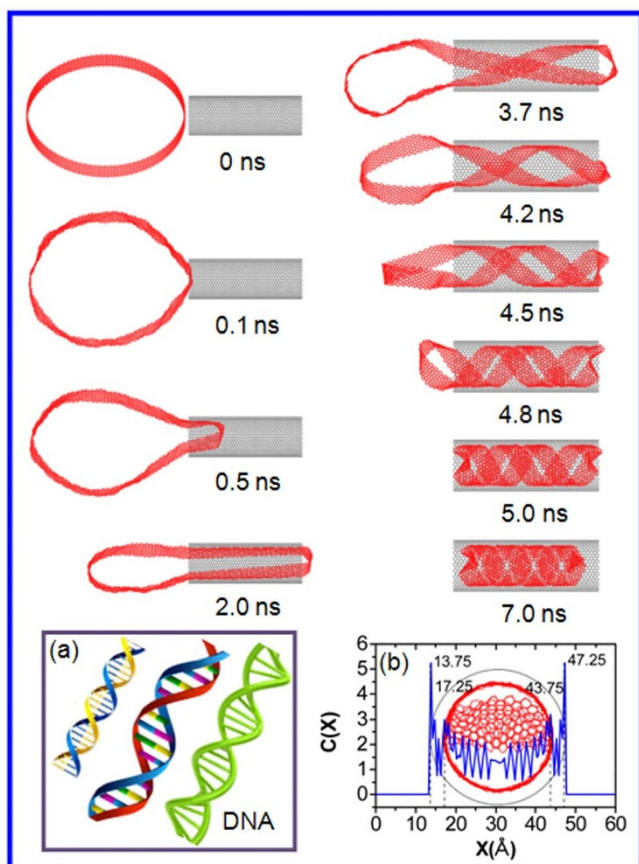 0 ns
0.1 ns
0.5 ns
2.0 ns
3.7 ns
4.2 ns
4.5 ns
4.8 ns
5.0 ns
7.0 ns
(a)
DNA
(b)
13.75
47.25
17.25
43.75
C(X)
6
5
4
3
2
1
0
0 10 20 30 40 50 60
X(Å)